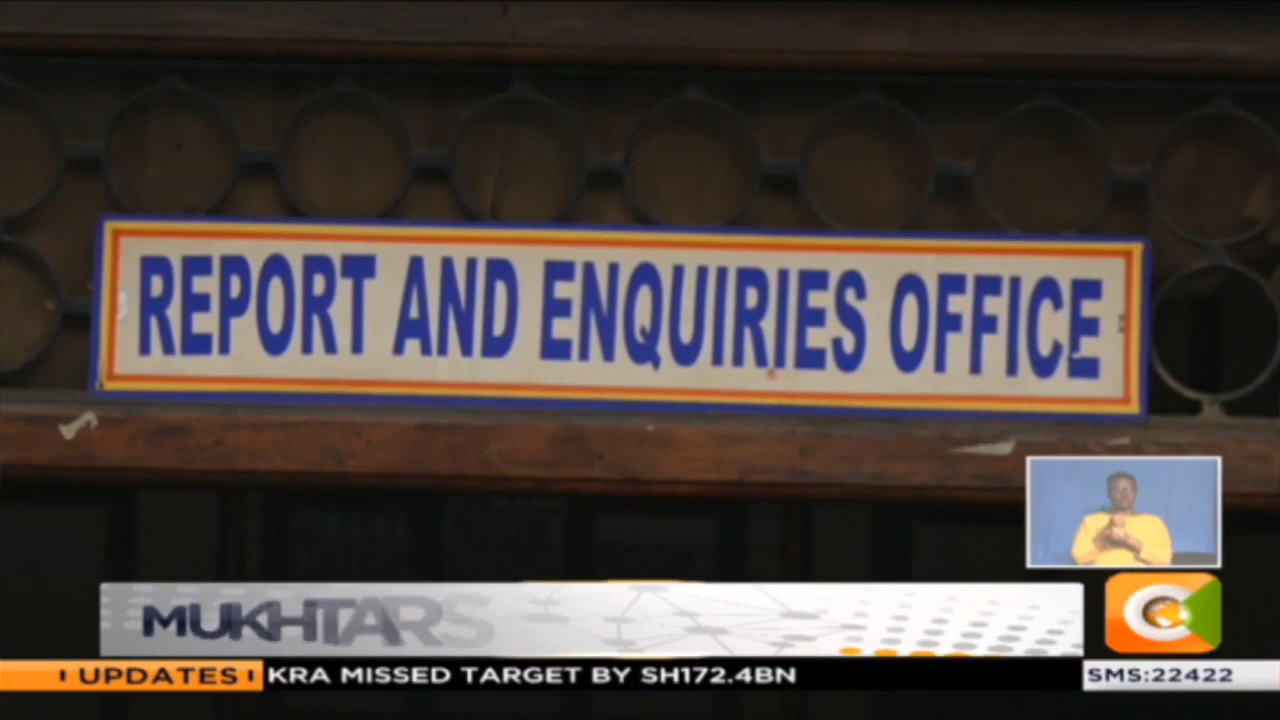 REPORT AND ENQUIRIES OFFICE
MUKHTARS
UPDATES
KRA MISSED TARGET BY SH172.4BN
SMS:22422